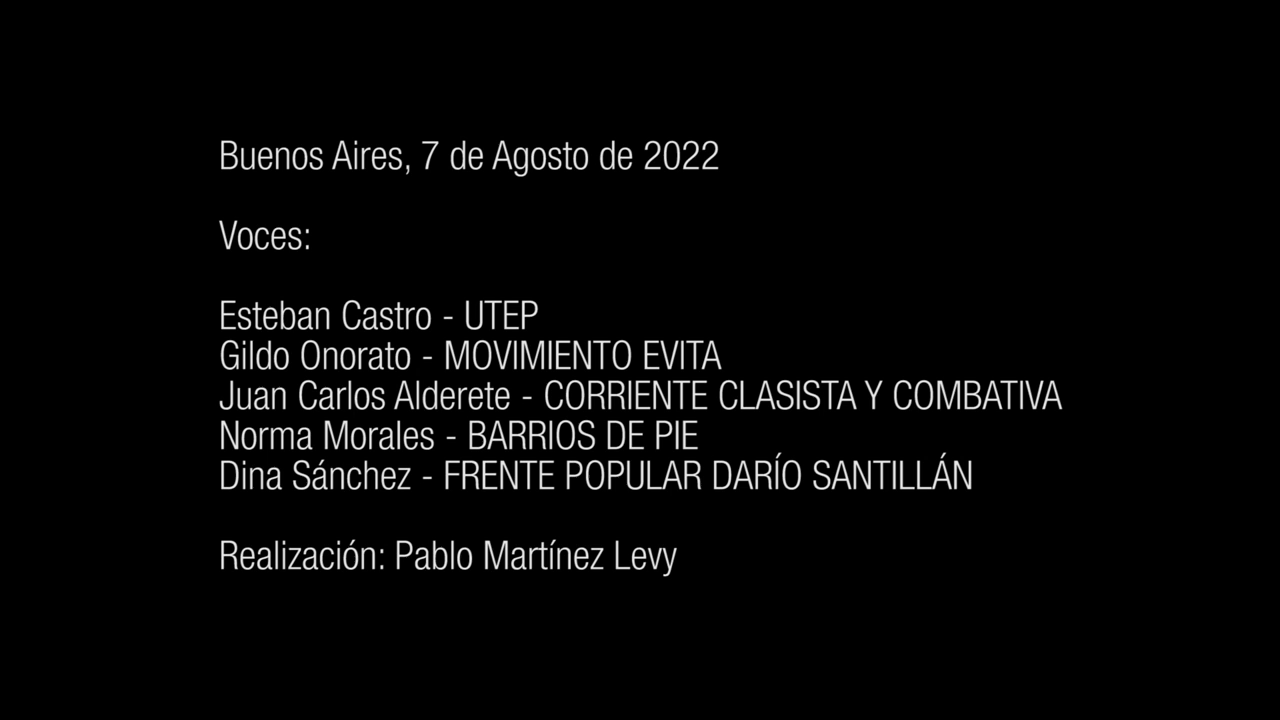 Buenos Aires, 7 de Agosto de 2022
Voces:
Esteban Castro - UTEP
Gildo Onorato - MOVIMIENTO EVITA
Juan Carlos Alderete - CORRIENTE CLASISTA Y COMBATIVA
Norma Morales - BARRIOS DE PIE
Dina Sánchez - FRENTE POPULAR DARÍO SANTILLÁN
Realización: Pablo Martínez Levy